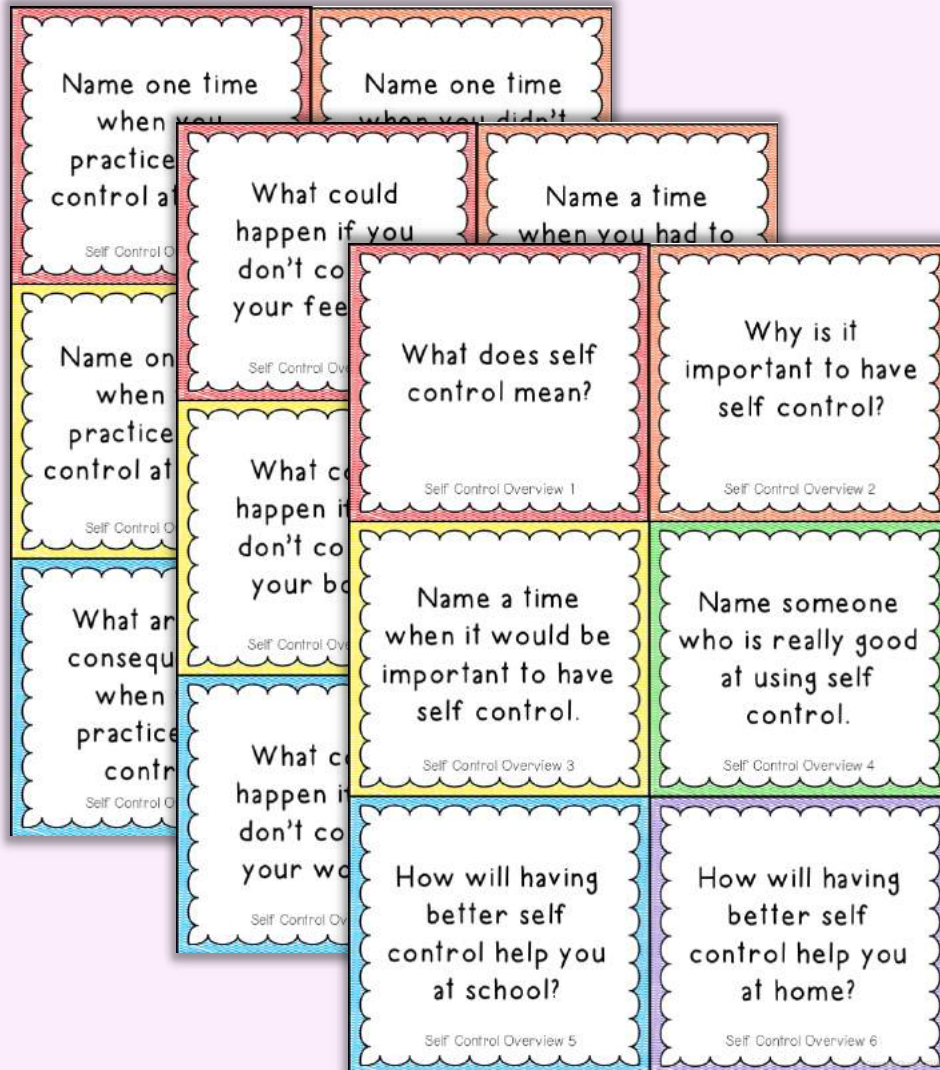 Name one time
when you
practice
control at
Self Control O
Name one time
when you didn't
Name on
when
practice
control at
Self Control O
What ar
consequ
when
practice
contr
Self Control O
What could
happen if you
don't co
your fee
Self Control Ov
Name a time
when you had to
What co
happen if
don't co
your bo
Self Control Ov
What co
happen if
don't co
your wo
Self Control Ov
What does self
control mean?
Self Control Overview 1
Why is it
important to have
self control?
Self Control Overview 2
Name a time
when it would be
important to have
self control.
Self Control Overview 3
Name someone
who is really good
at using self
control.
Self Control Overview 4
How will having
better self
control help you
at school?
Self Control Overview 5
How will having
better self
control help you
at home?
Self Control Overview 6